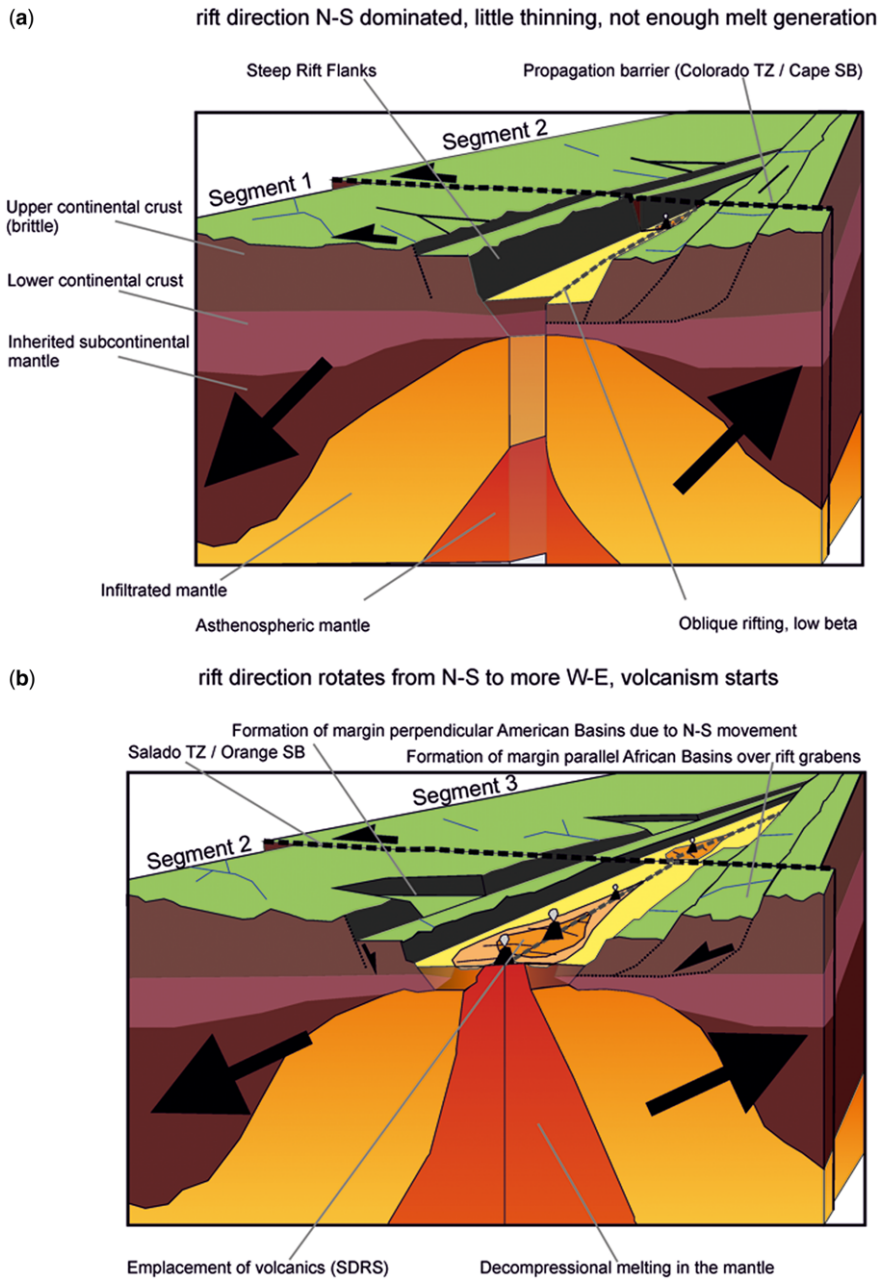 (a) rift direction N-S dominated, little thinning, not enough melt generation
Steep Rift Flanks
Propagation barrier (Colorado TZ / Cape SB)
Segment 2
Segment 1
Upper continental crust
(brittle)
Lower continental crust
Inherited subcontinental
mantle
Infiltrated mantle
Asthenospheric mantle
Oblique rifting, low beta
(b) rift direction rotates from N-S to more W-E, volcanism starts
Formation of margin perpendicular American Basins due to N-S movement
Salado TZ / Orange SB
Formation of margin parallel African Basins over rift grabens
Segment 3
Segment 2
Emplacement of volcanics (SDRS)
Decompressional melting in the mantle